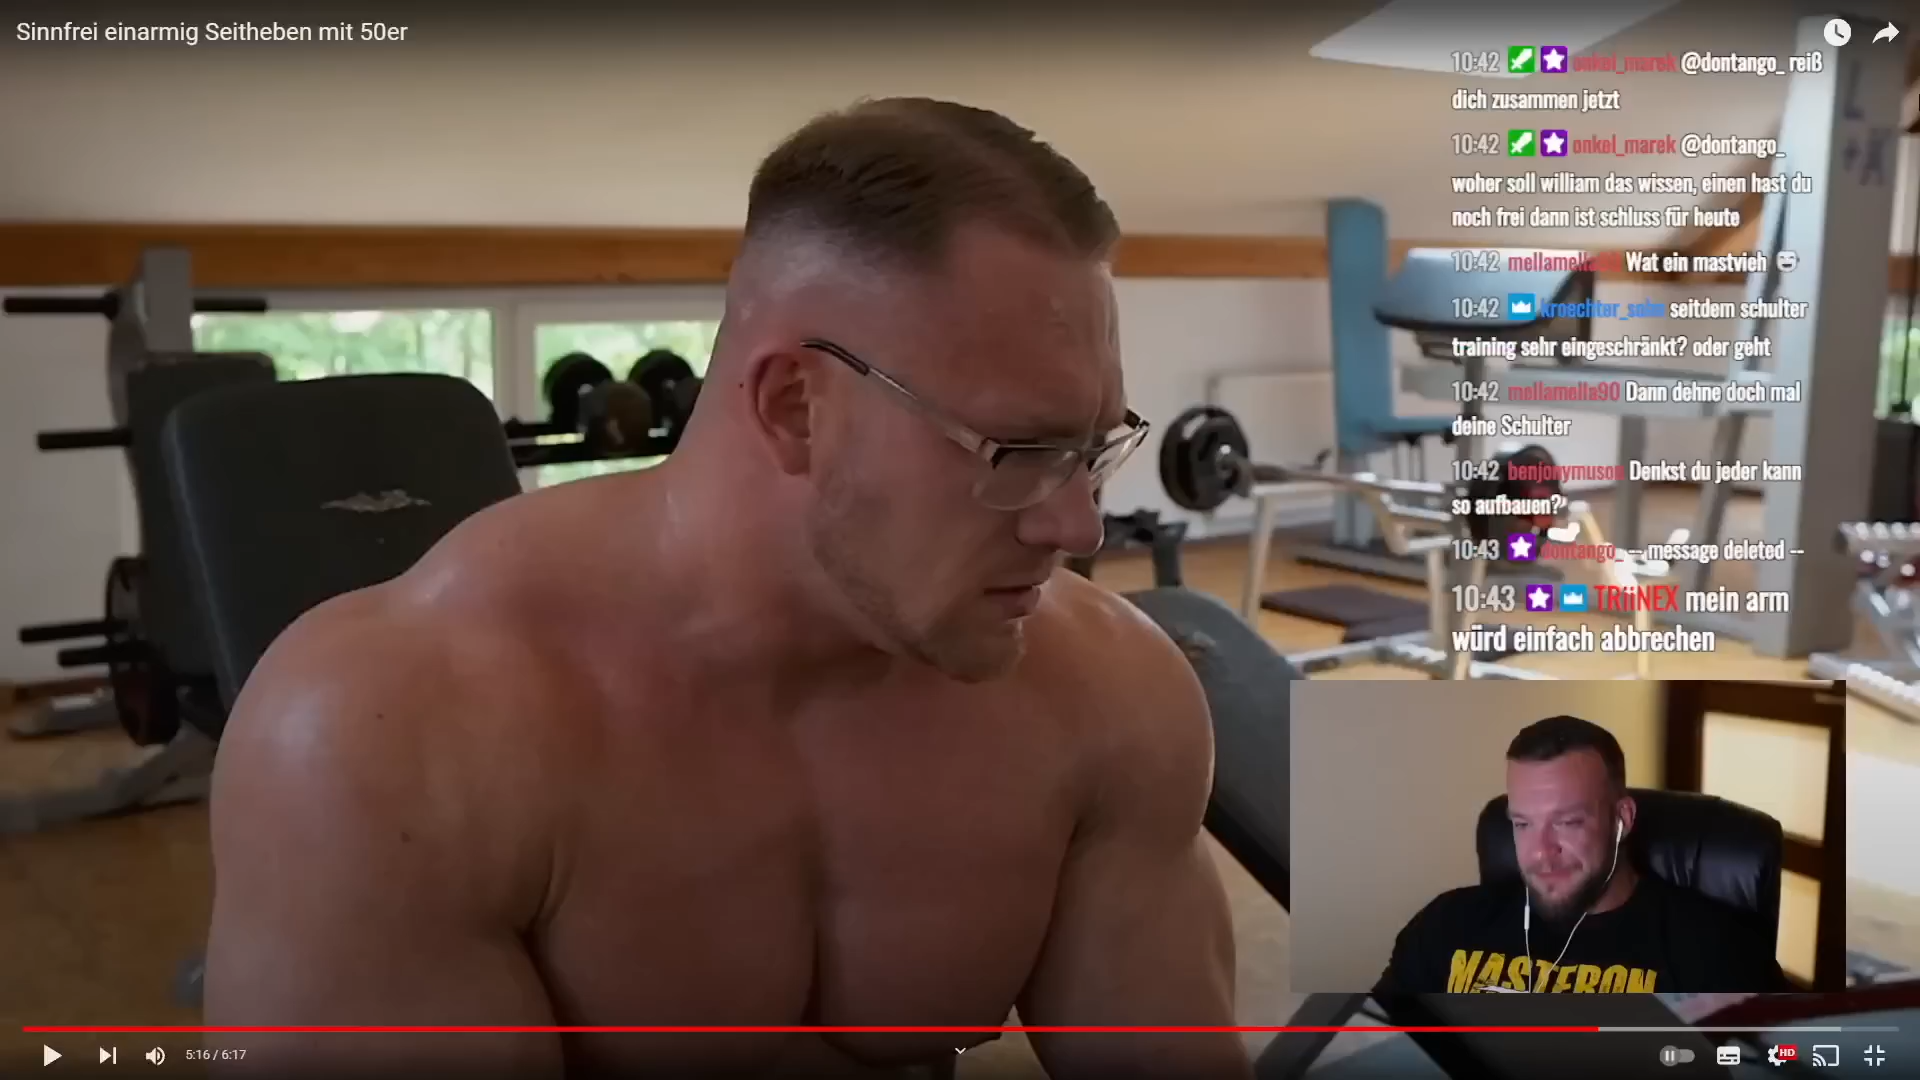 Sinnfrei einarmig Seitheben mit 50er
10:42 onkel_marek @dontango_ reiß
dich zusammen jetzt
10:42 onkel_marek @dontango_
woher soll william das wissen, einen hast du
noch frei dann ist schluss für heute
10:42 Wat ein mastvieh
10:42 seitdem schulter
training sehr eingeschränkt? oder geht
10:42 mellamella90 Dann dehne doch mal
deine Schulter
10:42 Denkst du jeder kann
so aufbauen?
10:43 dontango_ -- message deleted --
10:43 TRiiNEX mein arm
würd einfach abbrechen
MASTERON
5:16 / 6:17
HD